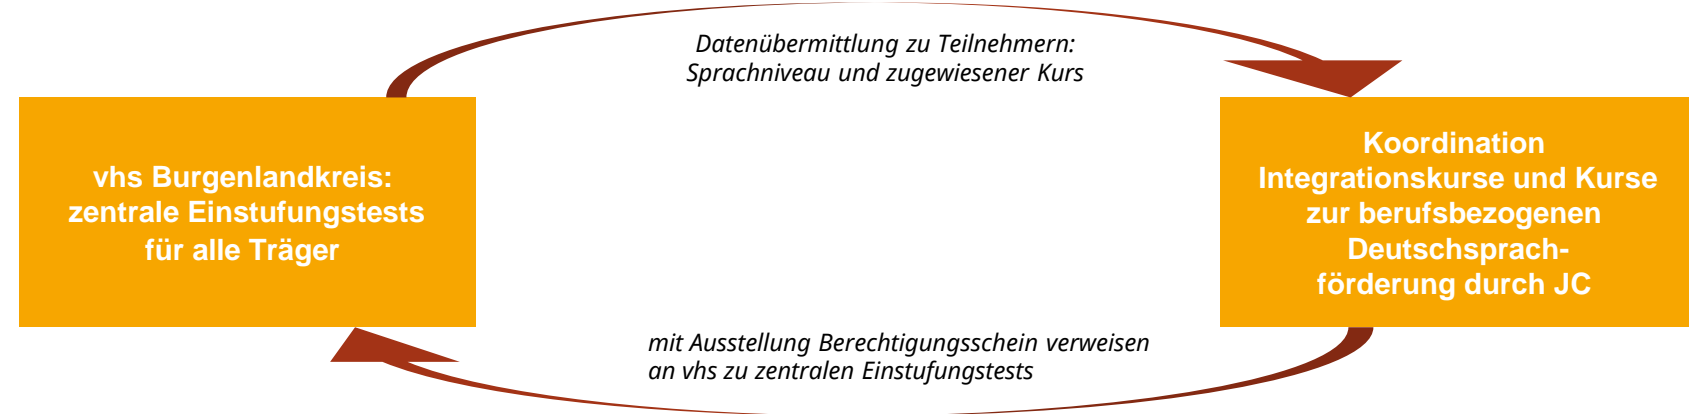 Datenübermittlung zu Teilnehmern:
Sprachniveau und zugewiesener Kurs
vhs Burgenlandkreis:
zentrale Einstufungstests
für alle Träger
Koordination
Integrationskurse und Kurse
zur berufsbezogenen
Deutschsprach-
förderung durch JC
mit Ausstellung Berechtigungsschein verweisen
an vhs zu zentralen Einstufungstests